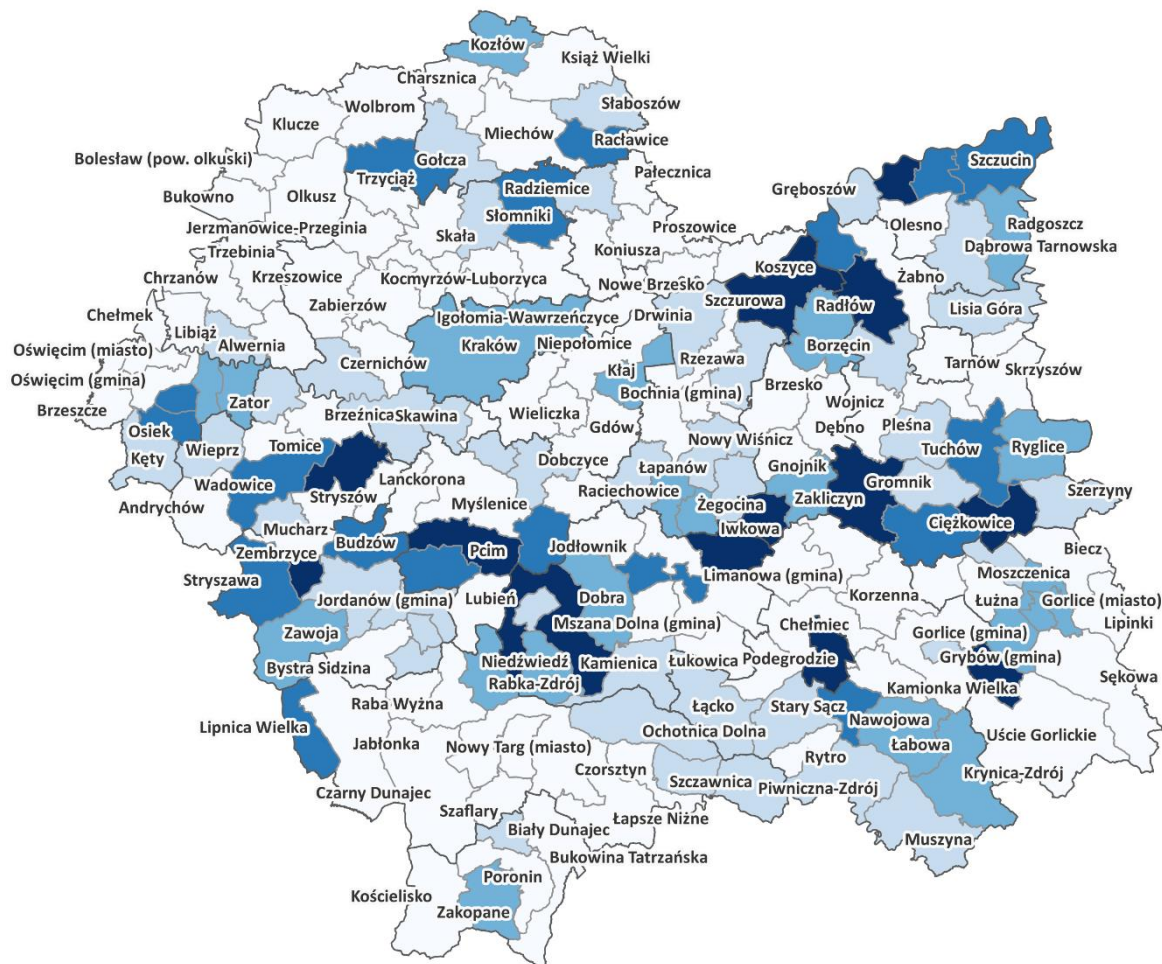 Kozłów
Książ Wielki
Charsznica
Wolbrom
Słaboszów
Klucze
Miechów
Racławice
Bolesław (pow. olkuski)
Gołcza
Szczucin
Trzyciąż
Pałecznica
Bukowno
Olkusz
Radziemice
Gręboszów
Słomniki
Olesno
Radgoszcz
Jerzmanowice-Przeginia
Skała
Proszowice
Dąbrowa Tarnowska
Trzebinia
Koniusza
Koszyce
Chrzanów
Krzeszowice
Kocmyrzów-Luborzyca
Nowe Brzesko
Żabno
Zabierzów
Szczurowa
Radłów
Lisia Góra
Chełmek
Igołomia-Wawrzeńczyce
Drwinia
Libiąż
Alwernia
Kraków
Niepołomice
Borzęcin
Oświęcim (miasto)
Czernichów
Rzezawa
Tarnów
Kłaj
Skrzyszów
Oświęcim (gmina)
Brzesko
Bochnia (gmina)
Zator
Wojnicz
Brzeszcze
Brzeźnica
Skawina
Wieliczka
Pleśna
Osiek
Gdów
Dębno
Tomice
Nowy Wiśnicz
Tuchów
Ryglice
Kęty
Wieprz
Dobczyce
Łapanów
Gnojnik
Wadowice
Lanckorona
Gromnik
Raciechowice
Szerzyny
Andrychów
Stryszów
Myślenice
Żegocina
Zakliczyn
Mucharz
Iwkowa
Ciężkowice
Budzów
Zembrzyce
Pcim
Jodłownik
Biecz
Stryszawa
Limanowa (gmina)
Moszczenica
Jordanów (gmina)
Lubień
Dobra
Korzenna
Łużna
Gorlice (miasto)
Zawoja
Mszana Dolna (gmina)
Chełmiec
Lipinki
Gorlice (gmina)
Bystra Sidzina
Niedźwiedź
Kamienica
Łukowica
Podegrodzie
Grybów (gmina)
Sękowa
Rabka-Zdrój
Kamionka Wielka
Raba Wyżna
Łącko
Stary Sącz
Lipnica Wielka
Nawojowa
Ochotnica Dolna
Uście Gorlickie
Jabłonka
Nowy Targ (miasto)
Łabowa
Rytro
Czorsztyn
Krynica-Zdrój
Szczawnica
Piwniczna-Zdrój
Czarny Dunajec
Szaflary
Łapsze Niżne
Biały Dunajec
Muszyna
Bukowina Tatrzańska
Poronin
Kościelisko
Zakopane